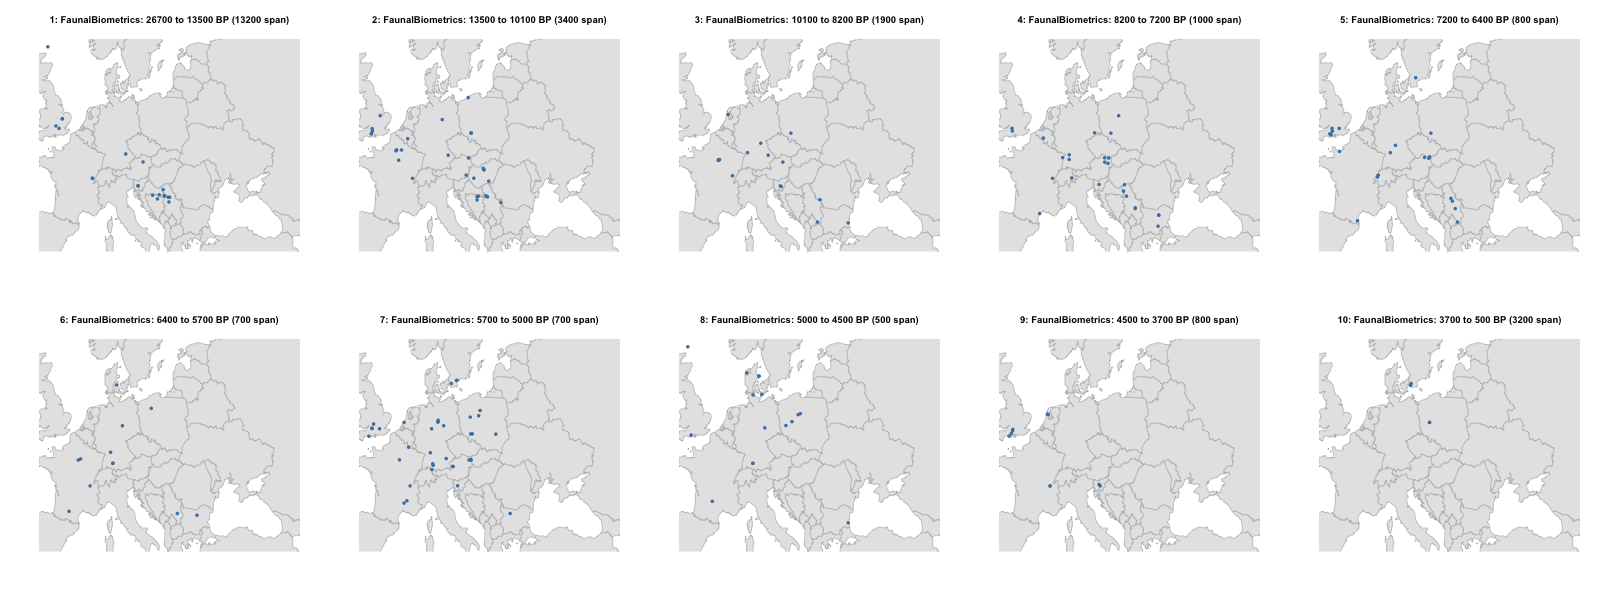 1: FaunalBiometrics: 26700 to 13500 BP (13200 span)
2: FaunalBiometrics: 13500 to 10100 BP (3400 span)
3: FaunalBiometrics: 10100 to 8200 BP (1900 span)
4: FaunalBiometrics: 8200 to 7200 BP (1000 span)
5: FaunalBiometrics: 7200 to 6400 BP (800 span)
6: FaunalBiometrics: 6400 to 5700 BP (700 span)
7: FaunalBiometrics: 5700 to 5000 BP (700 span)
8: FaunalBiometrics: 5000 to 4500 BP (500 span)
9: FaunalBiometrics: 4500 to 3700 BP (800 span)
10: FaunalBiometrics: 3700 to 500 BP (3200 span)